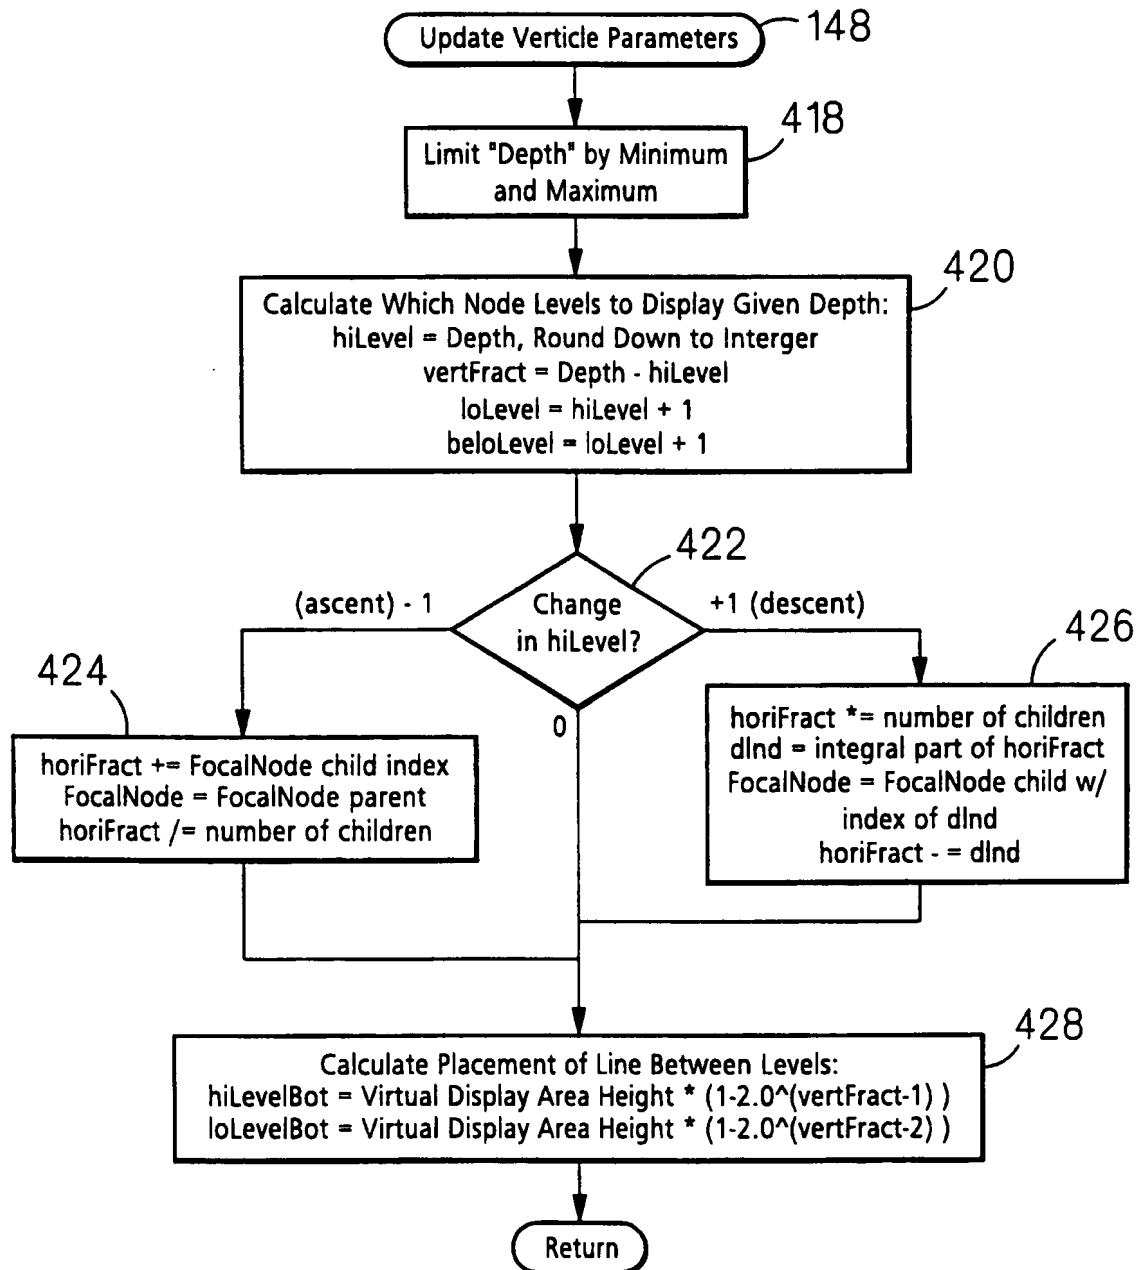 Update Verticle Parameters
148
418
Limit "Depth" by Minimum
and Maximum
420
Calculate Which Node Levels to Display Given Depth:
hiLevel = Depth, Round Down to Interger
vertFract = Depth - hiLevel
loLevel = hiLevel + 1
beloLevel = loLevel + 1
422
(ascent) - 1
Change
in hiLevel?
+1 (descent)
0
424
horiFract += FocalNode child index
FocalNode = FocalNode parent
horiFract /= number of children
426
horiFract *= number of children
dInd = integral part of horiFract
FocalNode = FocalNode child w/
index of dInd
horiFract - = dInd
428
Calculate Placement of Line Between Levels:
hiLevelBot = Virtual Display Area Height * (1-2.0^(vertFract-1) )
loLevelBot = Virtual Display Area Height * (1-2.0^(vertFract-2) )
Return